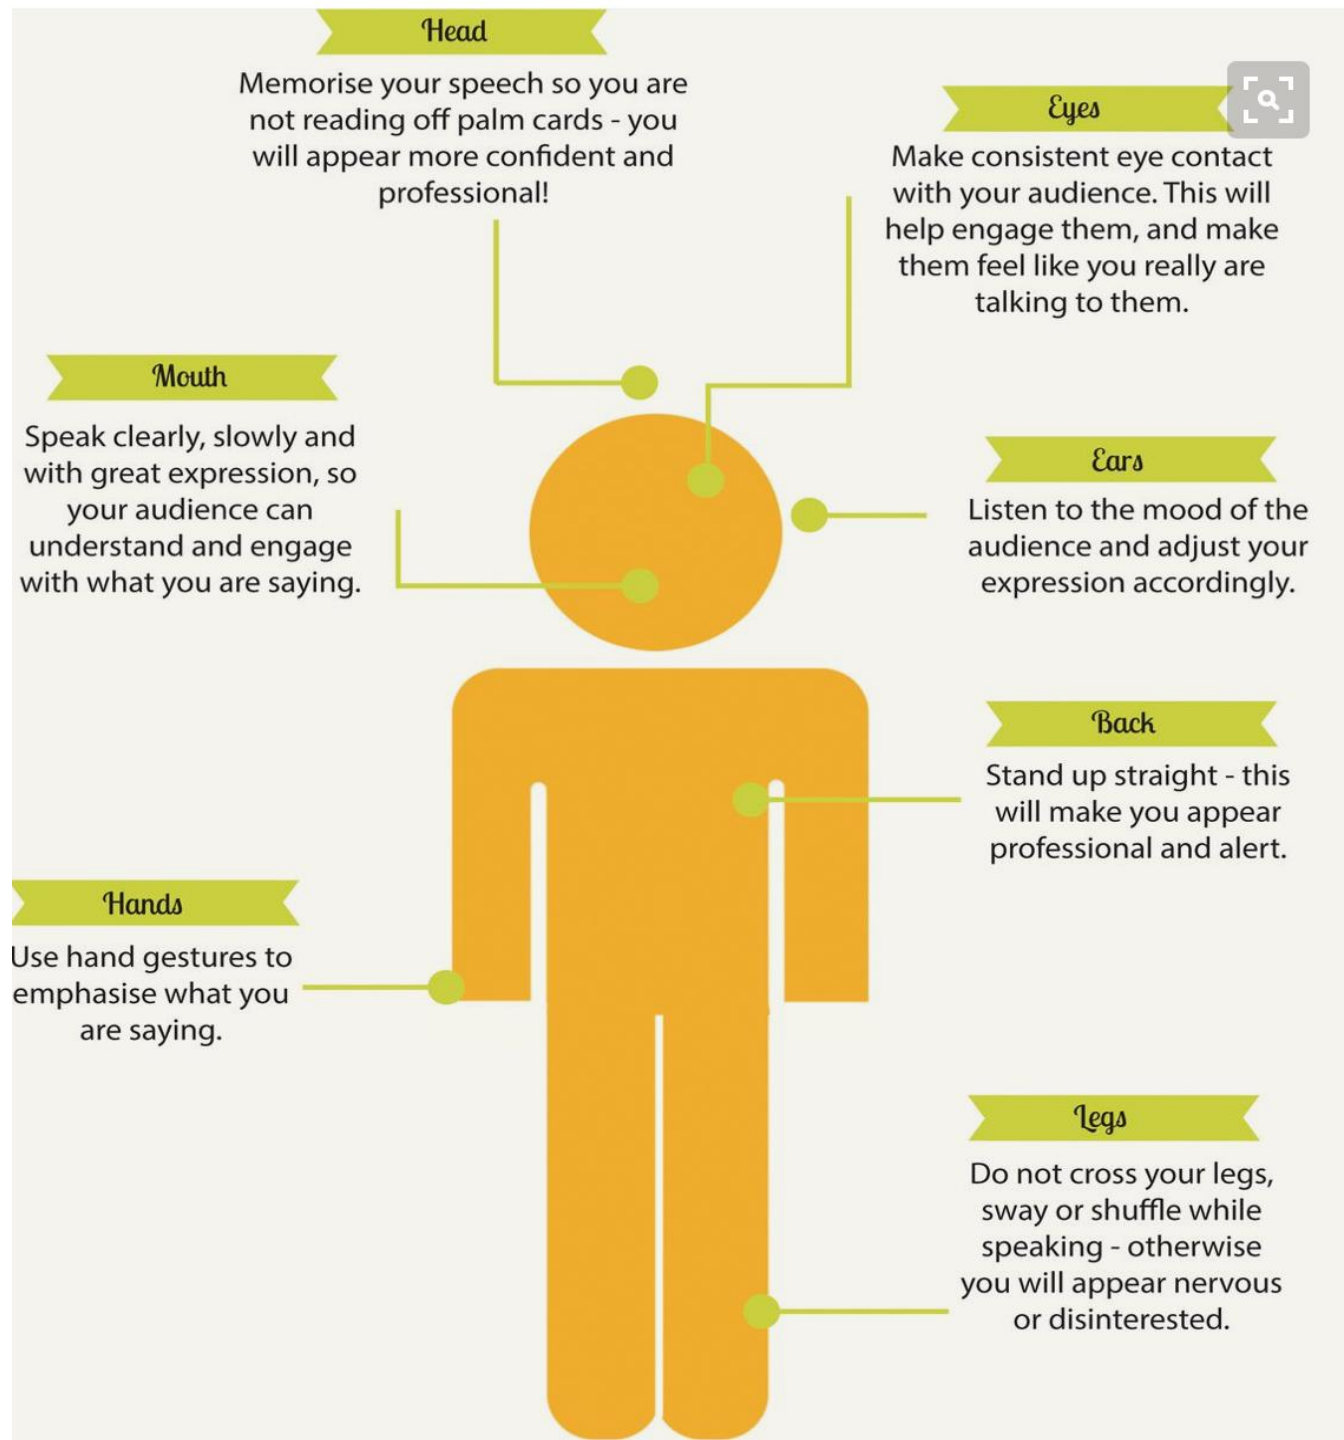 Head
Memorise your speech so you are
not reading off palm cards - you
will appear more confident and
professional!
Eyes
Make consistent eye contact
with your audience. This will
help engage them, and make
them feel like you really are
talking to them.
Mouth
Speak clearly, slowly and
with great expression, so
your audience can
understand and engage
with what you are saying.
Ears
Listen to the mood of the
audience and adjust your
expression accordingly.
Back
Stand up straight - this
will make you appear
professional and alert.
Hands
Use hand gestures to
emphasise what you
are saying.
Legs
Do not cross your legs,
sway or shuffle while
speaking - otherwise
you will appear nervous
or disinterested.